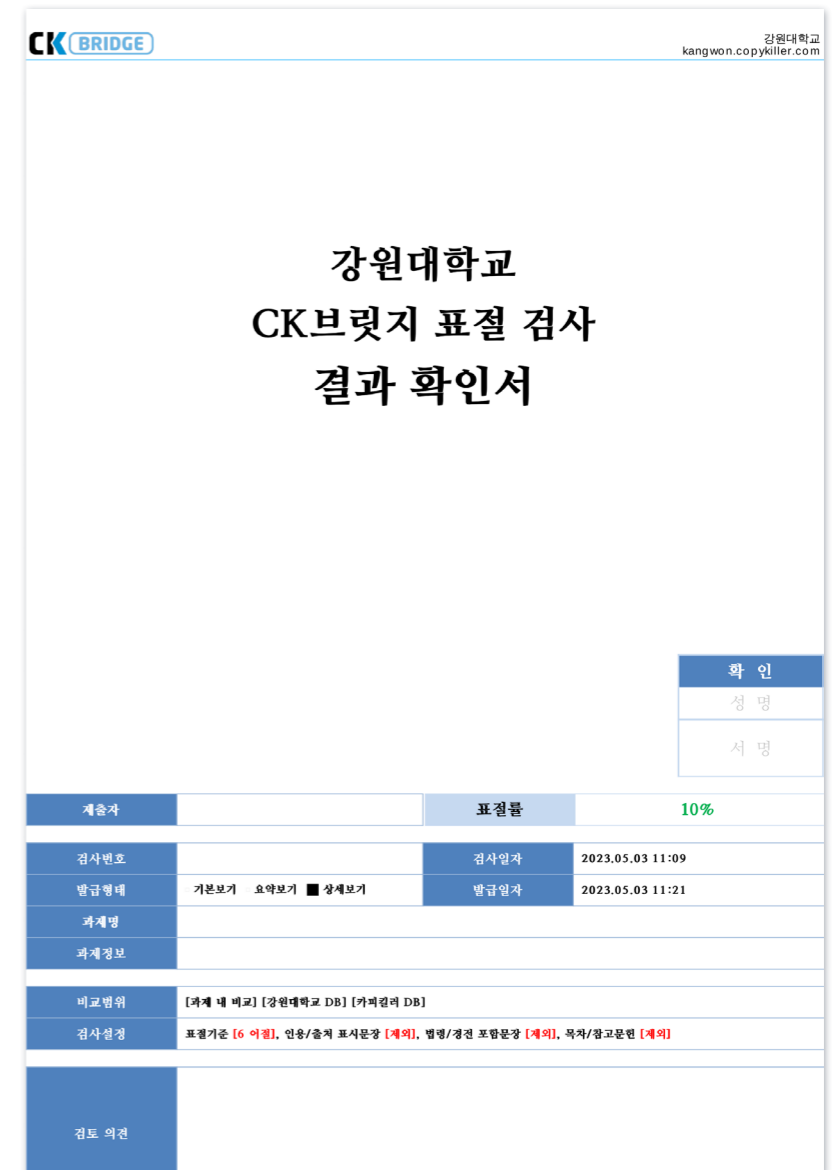 CK BRIDGE
강원대학교
kangwon.copykiller.com
강원대학교
CK브릿지 표절 검사
결과 확인서
확 인
성 명
서 명
제출자 표절률 10%
검사번호 검사일자 2023.05.03 11:09
발급형태 기본보기 요약보기 ■ 상세보기 발급일자 2023.05.03 11:21
과제명
과제정보
비교범위 [과제 내 비교] [강원대학교 DB] [카피킬러 DB]
검사설정 표절기준 [6 어절], 인용/출처 표시문장 [제외], 법령/경전 포함문장 [제외], 목차/참고문헌 [제외]
검토 의견